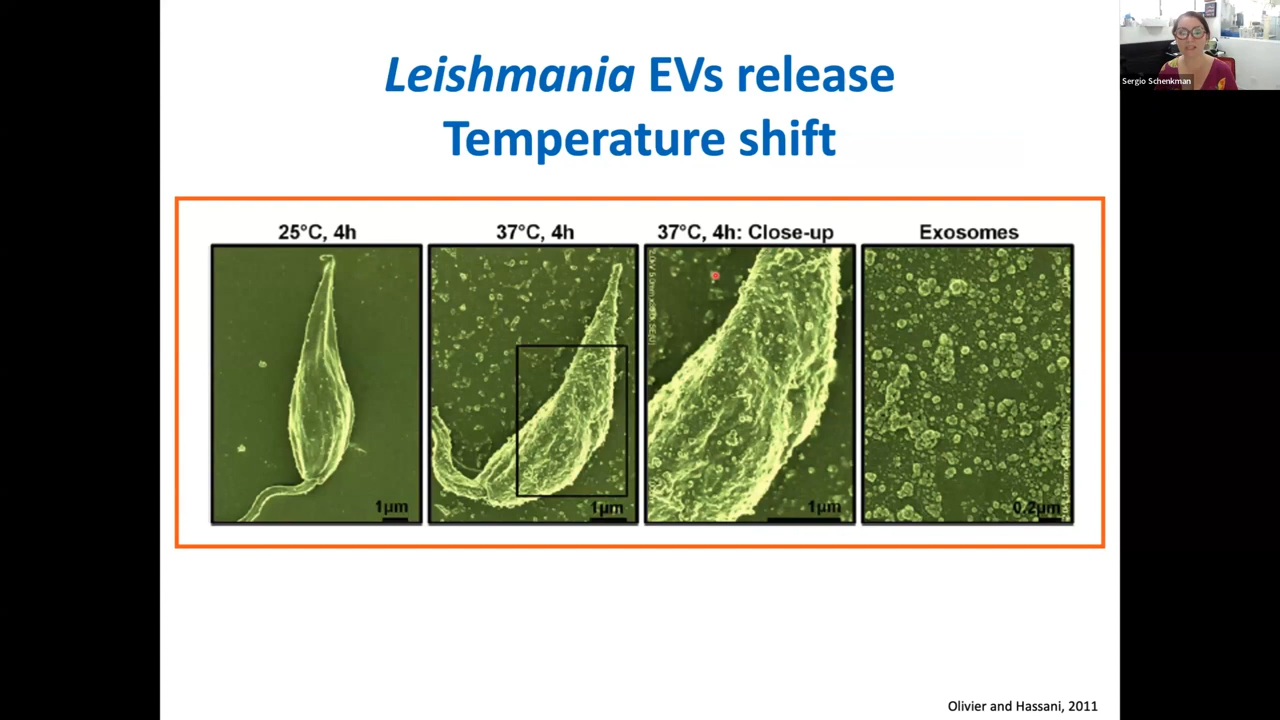 Leishmania EVs release
Temperature shift
25°C, 4h
37°C, 4h
37°C, 4h: Close-up
Exosomes
1µm
1µm
1µm
0.2µm
Olivier and Hassani, 2011
Sergio Schenkman